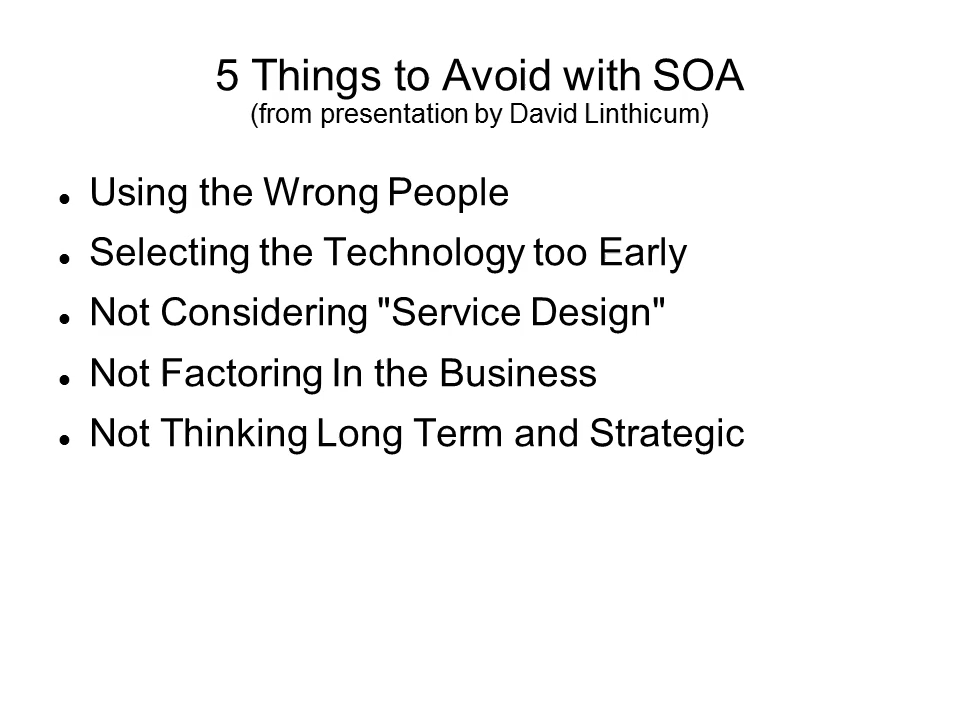 5 Things to Avoid with SOA
(from presentation by David Linthicum)
● Using the Wrong People
● Selecting the Technology too Early
● Not Considering "Service Design"
● Not Factoring In the Business
● Not Thinking Long Term and Strategic